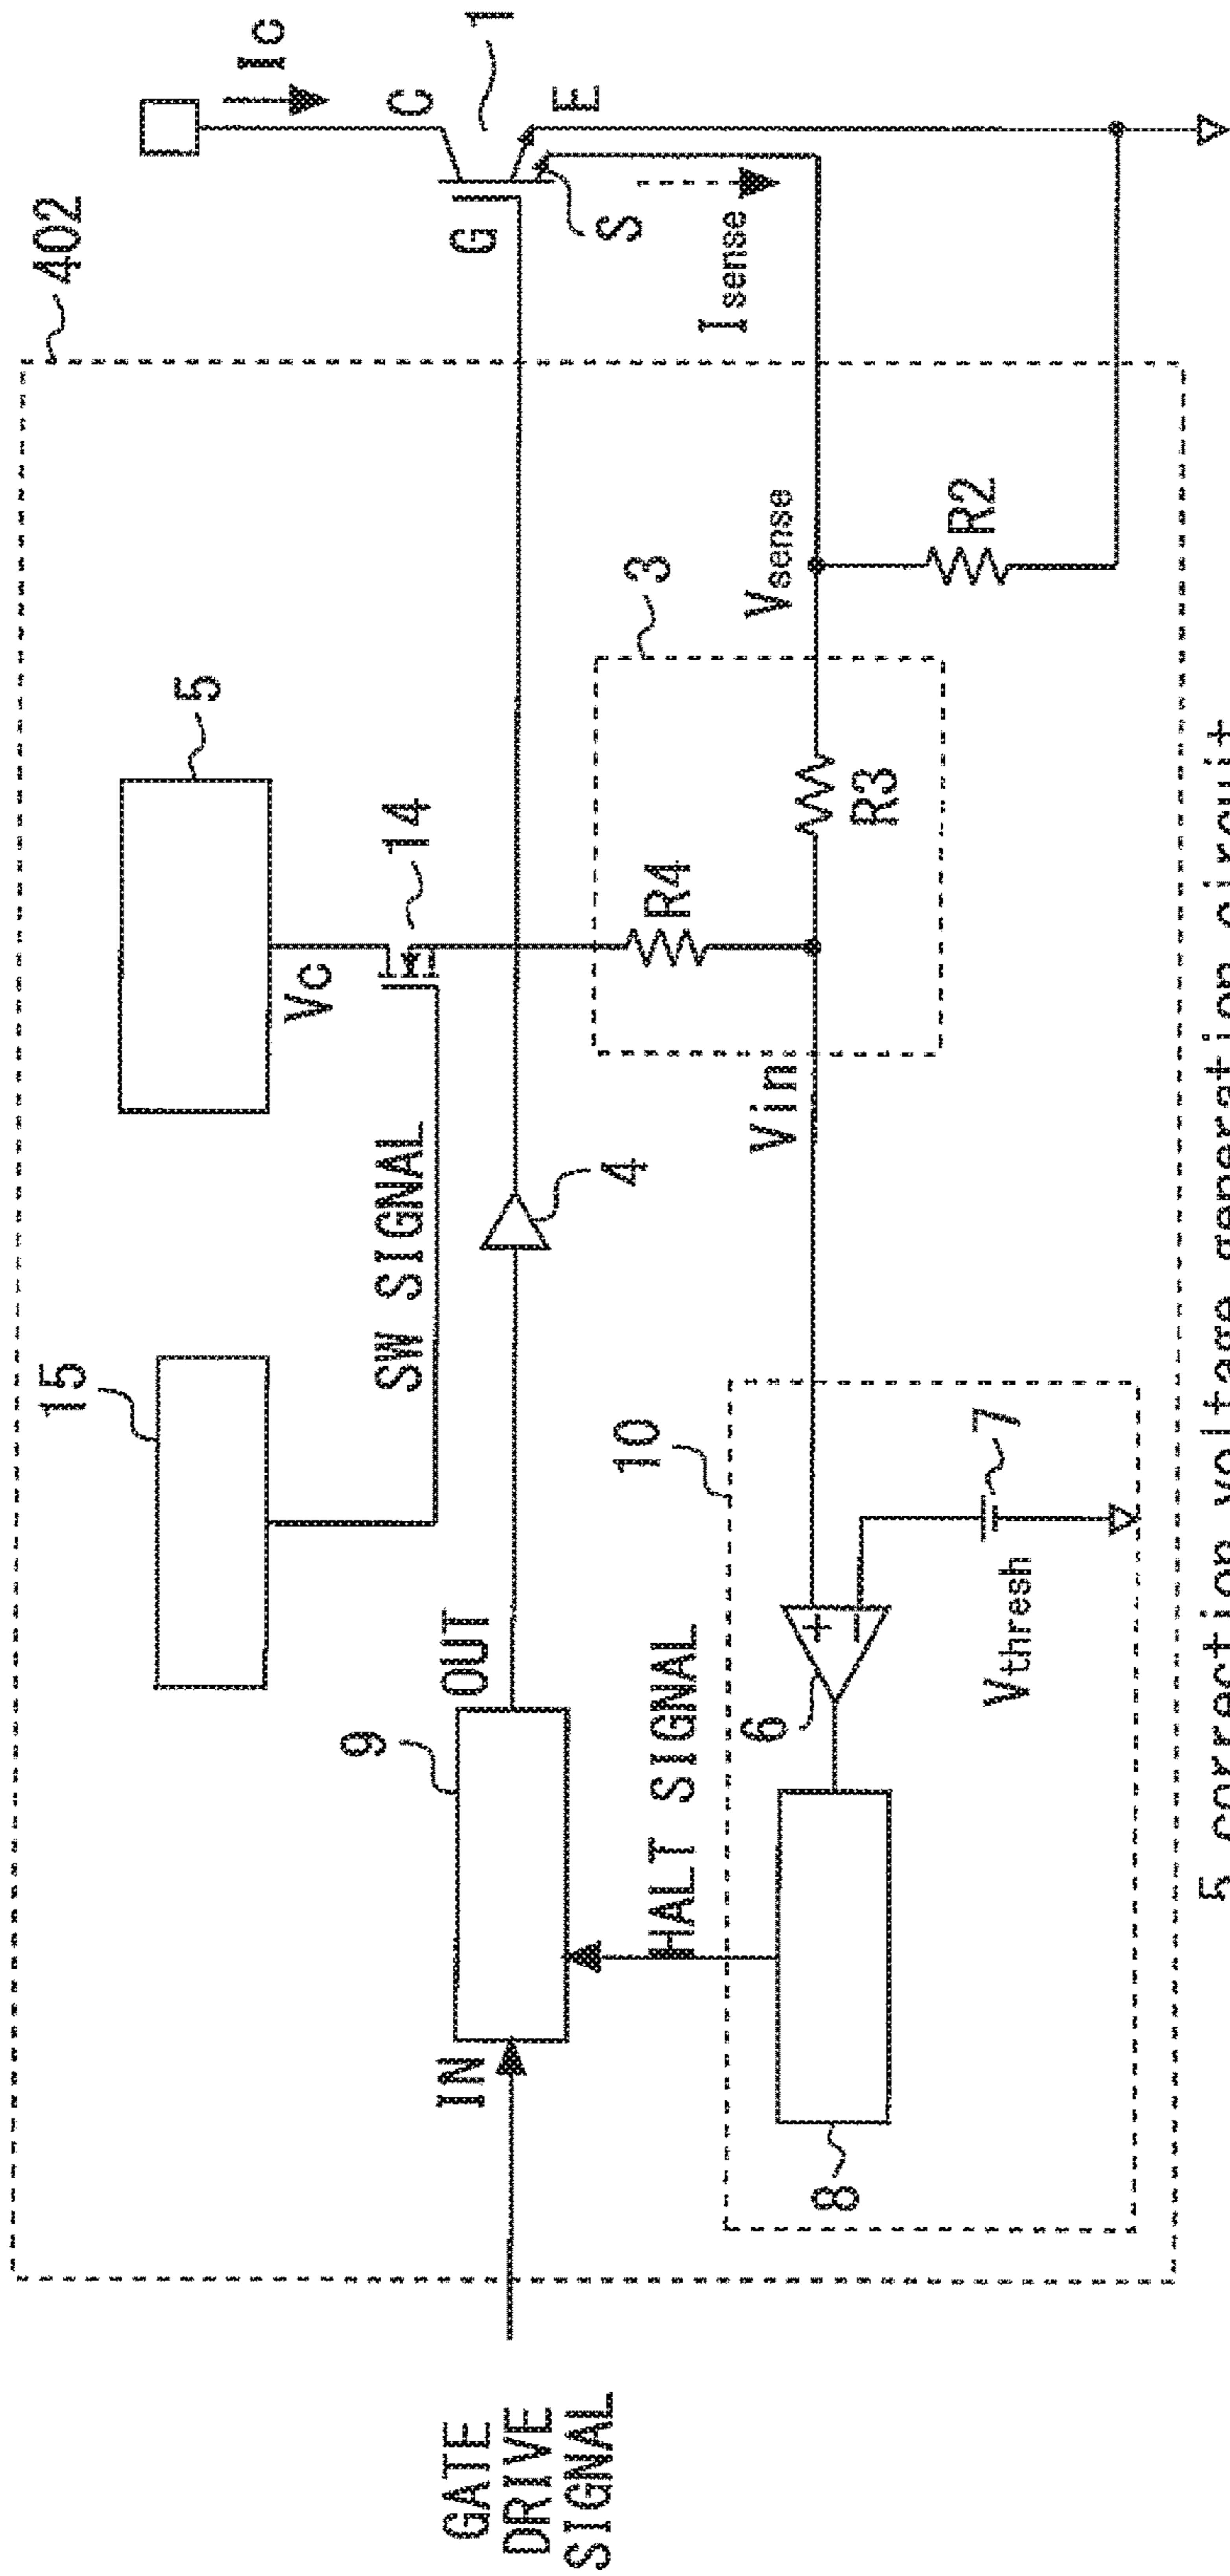 402
Ic
C
1
G
E
S
Isense
5
Vc
14
15
SW SIGNAL
3
R4
R3
Vsense
R2
Vin
4
9
OUT
IN
GATE
DRIVE
SIGNAL
HALT SIGNAL
10
6
7
Vthresh
8
5 correction voltage generation circuit